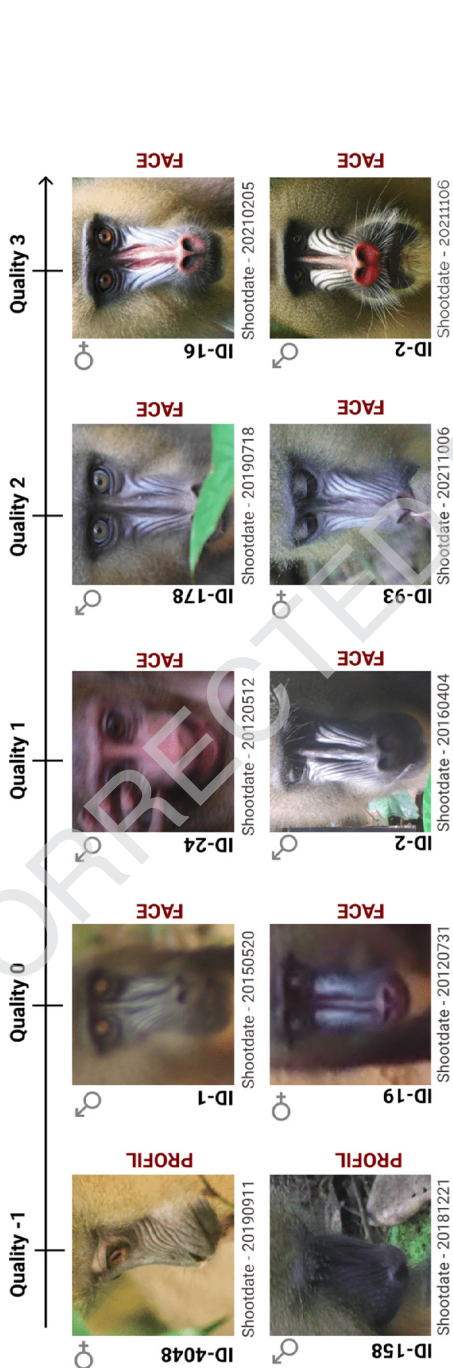 Quality -1
Quality 0
Quality 1
Quality 2
Quality 3
PROFIL
ID-4048
Shootdate - 20190911
FACE
ID-1
Shootdate - 20150520
FACE
ID-24
Shootdate - 20120512
FACE
ID-178
Shootdate - 20190718
FACE
ID-16
Shootdate - 20210205
PROFIL
ID-158
Shootdate - 20181221
FACE
ID-19
Shootdate - 20120731
FACE
ID-2
Shootdate - 20160404
FACE
ID-93
Shootdate - 20211006
FACE
ID-2
Shootdate - 20211106
ORRECTED